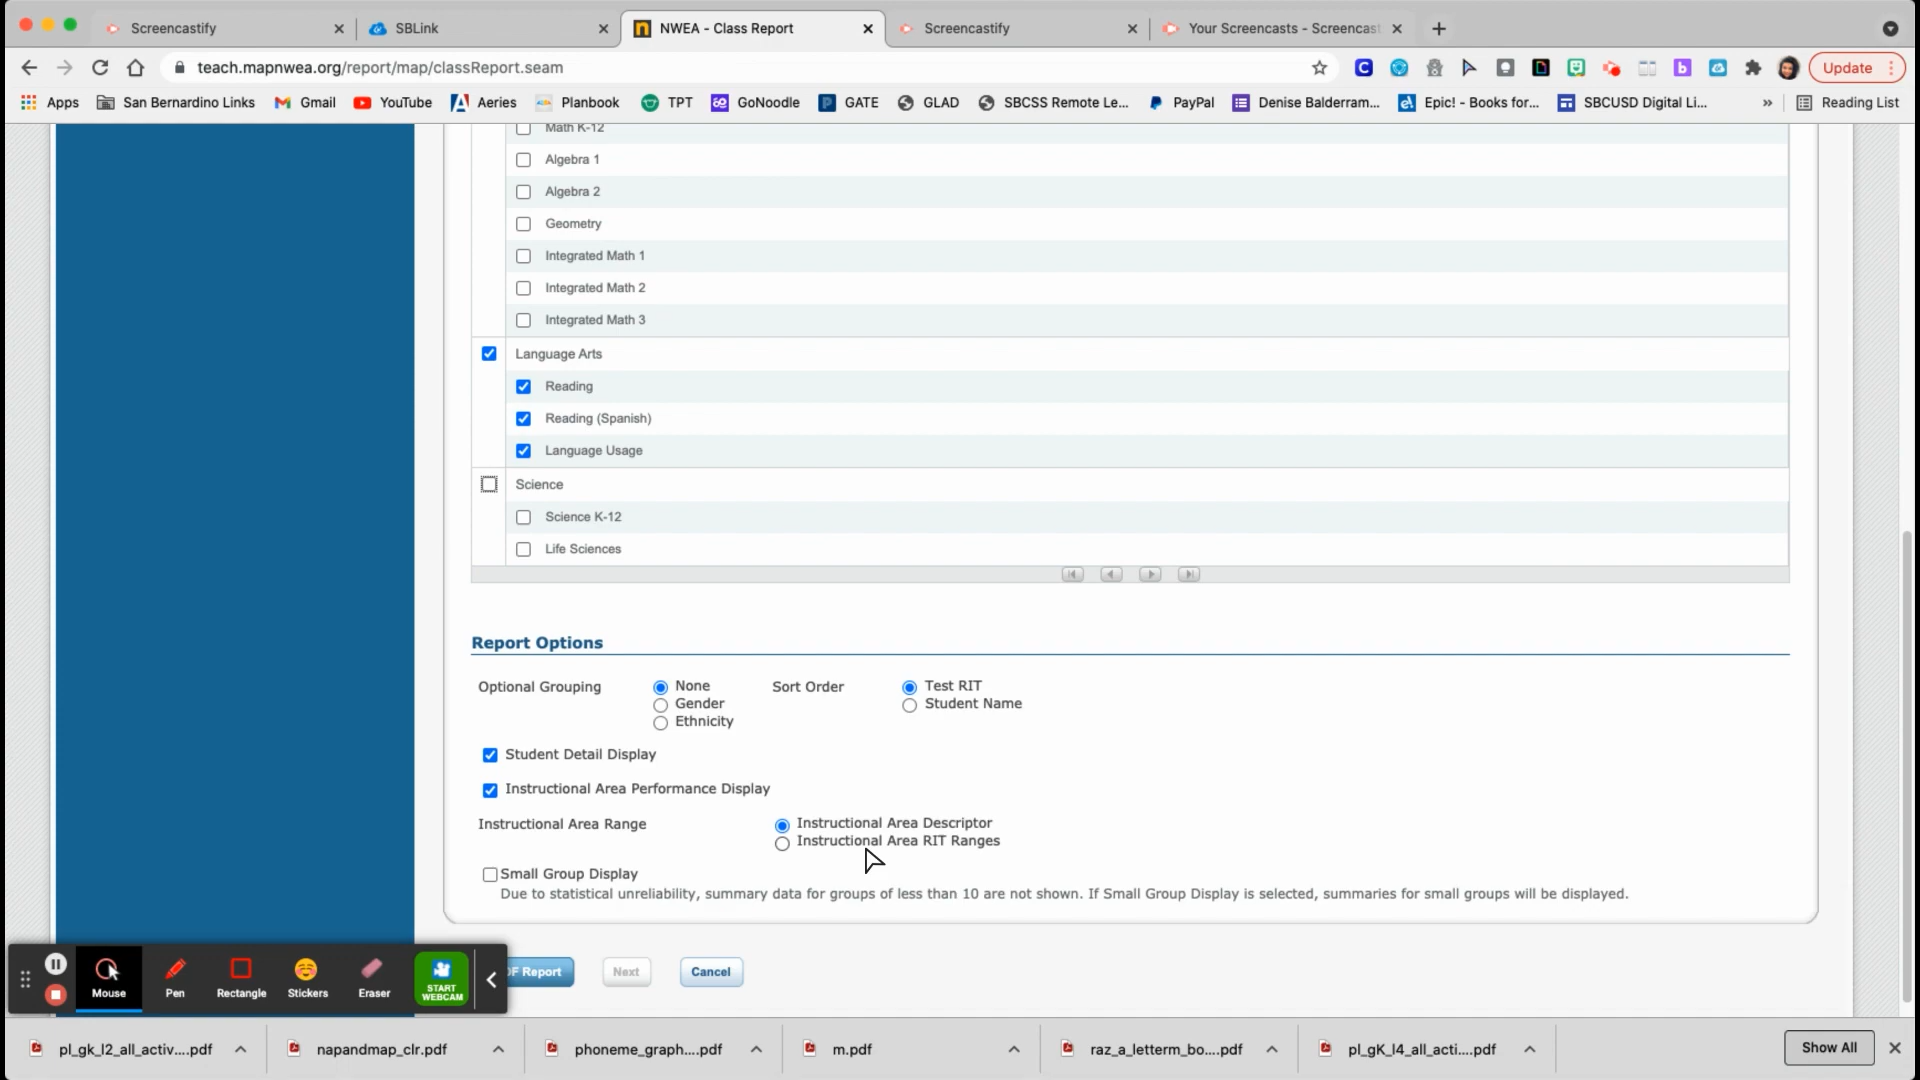 Screencastify
SBLink
NWEA - Class Report
Screencastify
Your Screencasts - Screencast
teach.mapnwea.org/report/map/classReport.seam
Update
Apps
San Bernardino Links
Gmail
YouTube
Aeries
Planbook
TPT
GoNoodle
GATE
GLAD
SBCSS Remote Le...
PayPal
Denise Balderram...
Epic! - Books for...
SBCUSD Digital Li...
»
Reading List
Math K-12
Algebra 1
Algebra 2
Geometry
Integrated Math 1
Integrated Math 2
Integrated Math 3
Language Arts
Reading
Reading (Spanish)
Language Usage
Science
Science K-12
Life Sciences
Report Options
Optional Grouping
None
Gender
Ethnicity
Sort Order
Test RIT
Student Name
Student Detail Display
Instructional Area Performance Display
Instructional Area Range
Instructional Area Descriptor
Instructional Area RIT Ranges
Small Group Display
Due to statistical unreliability, summary data for groups of less than 10 are not shown. If Small Group Display is selected, summaries for small groups will be displayed.
DF Report
Next
Cancel
Mouse
Pen
Rectangle
Stickers
Eraser
START
WEBCAM
pl_gk_l2_all_activ....pdf
napandmap_clr.pdf
phoneme_graph....pdf
m.pdf
raz_a_letterm_bo....pdf
pl_gK_l4_all_acti....pdf
Show All